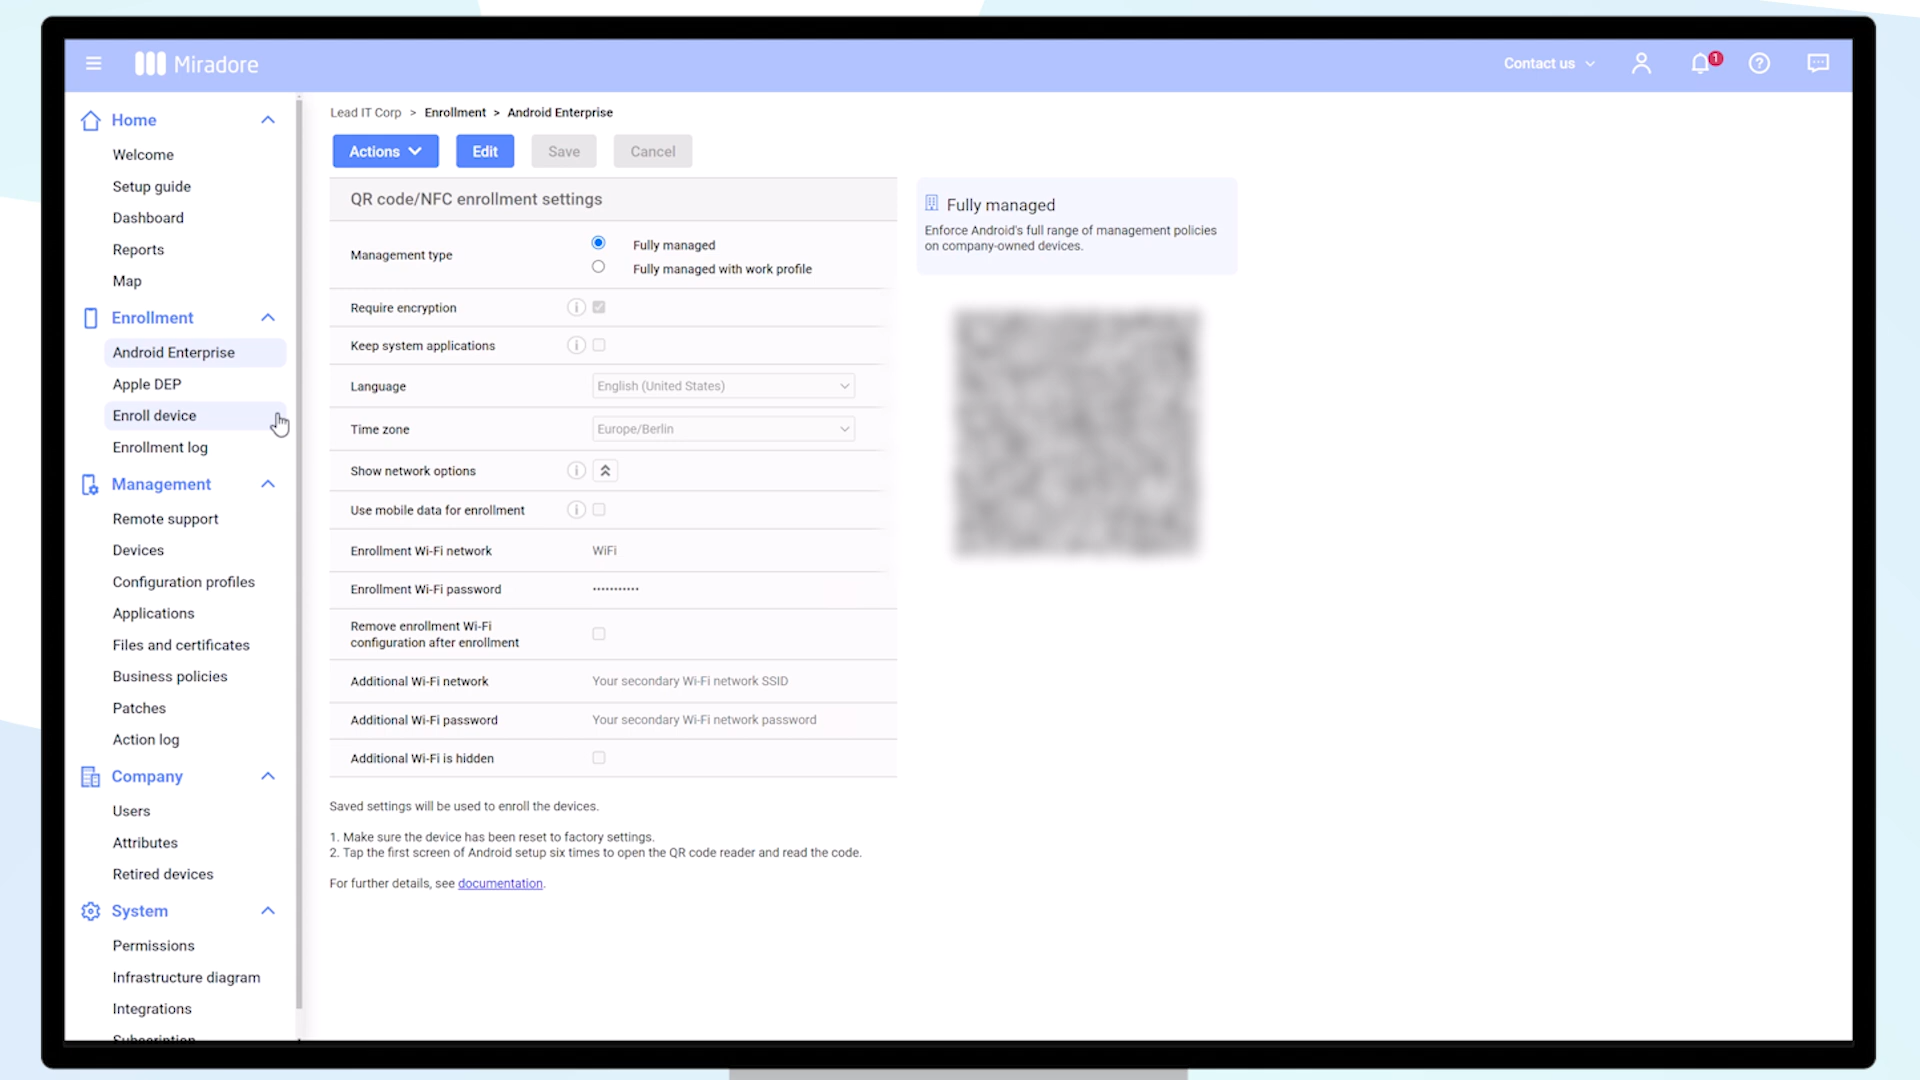 Miradore
Contact us
1
Home
Welcome
Setup guide
Dashboard
Reports
Map
Enrollment
Android Enterprise
Apple DEP
Enroll device
Enrollment log
Management
Remote support
Devices
Configuration profiles
Applications
Files and certificates
Business policies
Patches
Action log
Company
Users
Attributes
Retired devices
System
Permissions
Infrastructure diagram
Integrations
Subscription
Lead IT Corp > Enrollment > Android Enterprise
Actions Edit Save Cancel
QR code/NFC enrollment settings
Management type
Fully managed
Fully managed with work profile
Require encryption
Keep system applications
Language English (United States)
Time zone Europe/Berlin
Show network options
Use mobile data for enrollment
Enrollment Wi-Fi network WiFi
Enrollment Wi-Fi password •••••••••••
Remove enrollment Wi-Fi
configuration after enrollment
Additional Wi-Fi network Your secondary Wi-Fi network SSID
Additional Wi-Fi password Your secondary Wi-Fi network password
Additional Wi-Fi is hidden
Saved settings will be used to enroll the devices.
1. Make sure the device has been reset to factory settings.
2. Tap the first screen of Android setup six times to open the QR code reader and read the code.
For further details, see documentation.
Fully managed
Enforce Android's full range of management policies
on company-owned devices.